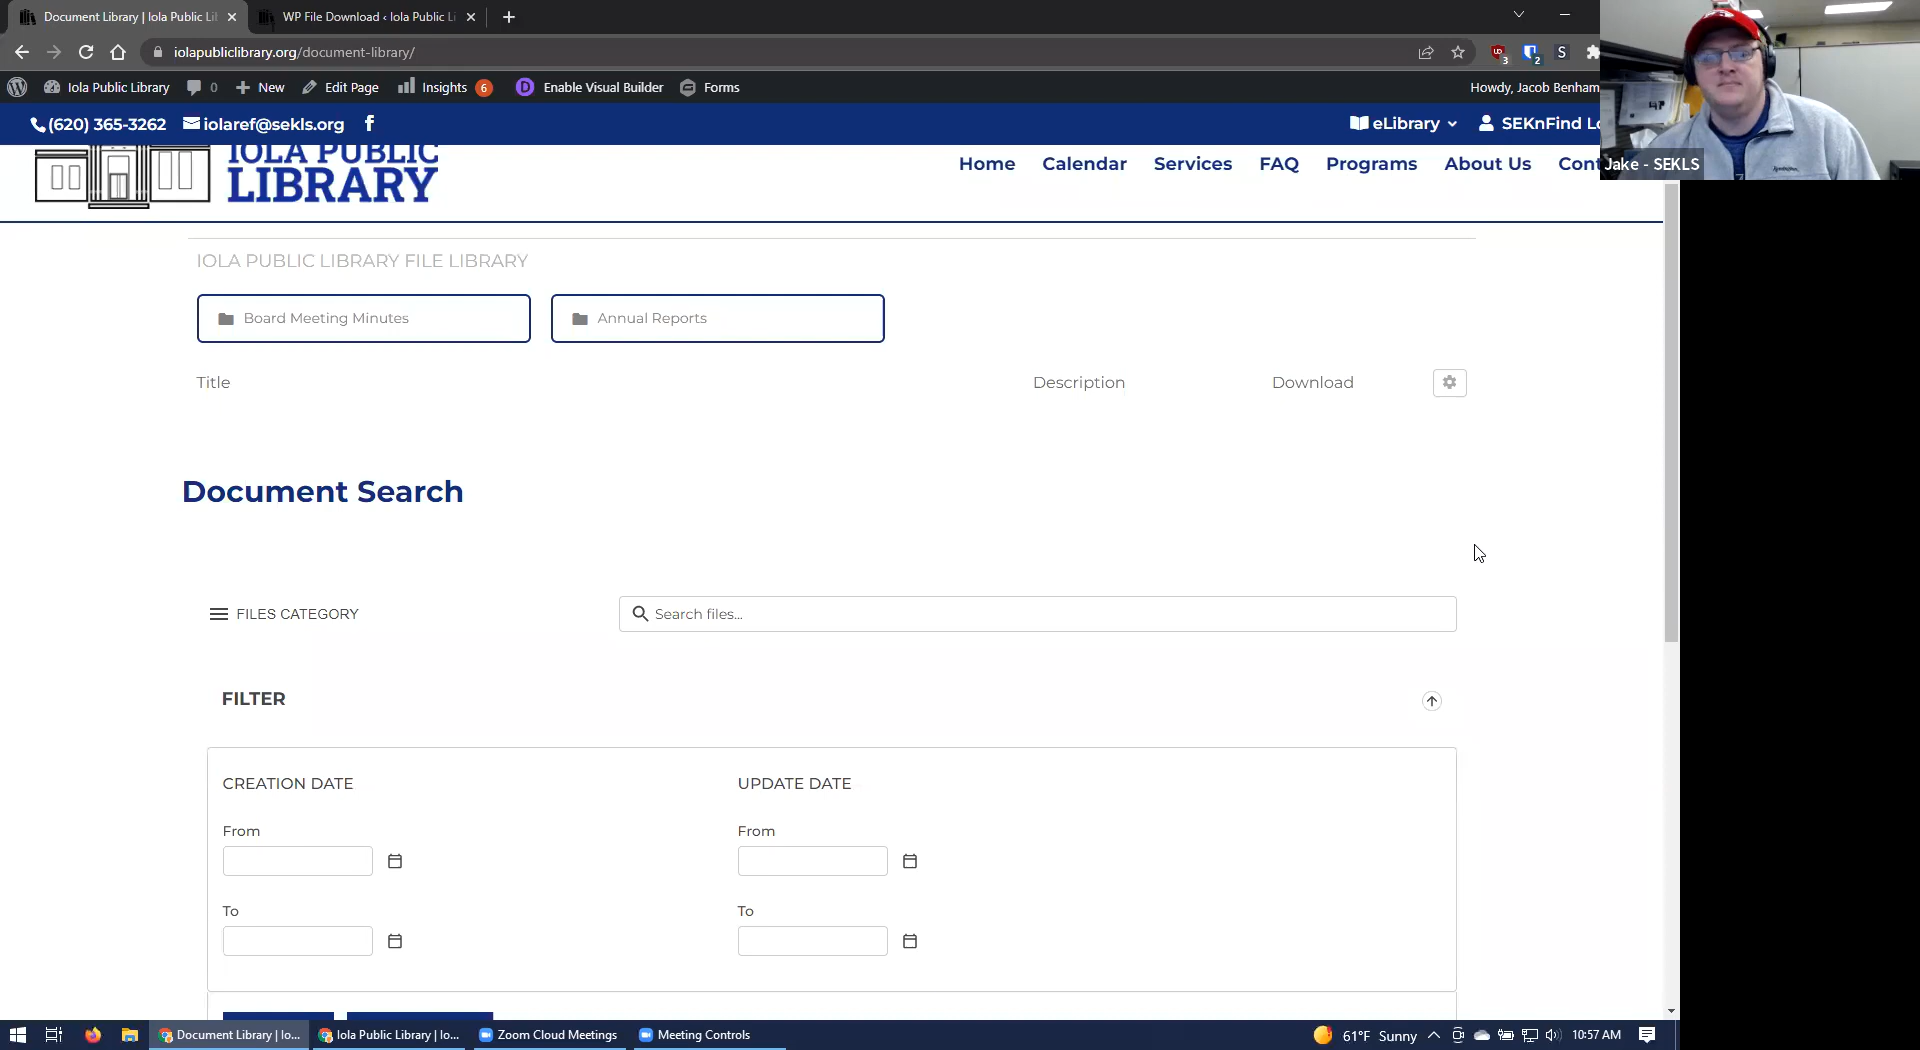 Document Library | Iola Public Li
WP File Download ‹ Iola Public Li
iolapubliclibrary.org/document-library/
S
3
2
Iola Public Library
0
New
Edit Page
Insights
6
D
Enable Visual Builder
Forms
Howdy, Jacob Benham
(620) 365-3262
iolaref@sekls.org
eLibrary
SEKnFind Lo
IOLA PUBLIC
LIBRARY
Home
Calendar
Services
FAQ
Programs
About Us
Cont
Jake - SEKLS
IOLA PUBLIC LIBRARY FILE LIBRARY
Board Meeting Minutes
Annual Reports
Title
Description
Download
Document Search
FILES CATEGORY
Search files...
FILTER
CREATION DATE
UPDATE DATE
From
From
To
To
Document Library | Io...
Iola Public Library | Io...
Zoom Cloud Meetings
Meeting Controls
61°F Sunny
10:57 AM